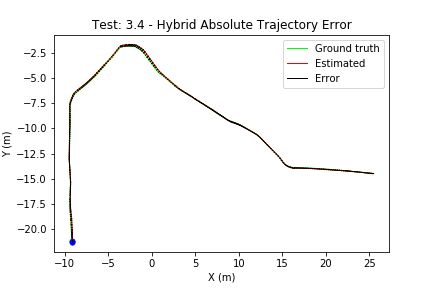 Test: 3.4 - Hybrid Absolute Trajectory Error
Ground truth
Estimated
Error
Y (m)
−2.5
−5.0
−7.5
−10.0
−12.5
−15.0
−17.5
−20.0
−10
−5
0
5
10
15
20
25
X (m)